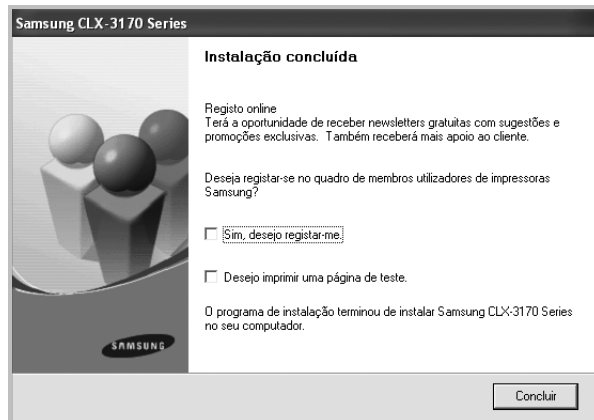 Samsung CLX-3170 Series
Instalação concluída
Registo online
Terá a oportunidade de receber newsletters gratuitas com sugestões e
promoções exclusivas. Também receberá mais apoio ao cliente.
Deseja registar-se no quadro de membros utilizadores de impressoras
Samsung?
Sim, desejo registar-me.
Desejo imprimir uma página de teste.
O programa de instalação terminou de instalar Samsung CLX-3170 Series
no seu computador.
SAMSUNG
Concluir